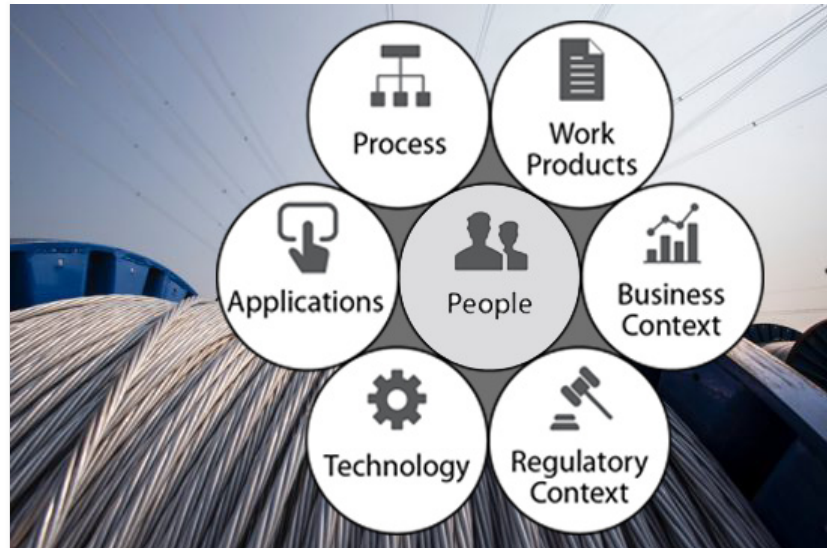 Process
Work
Products
Applications
People
Business
Context
Technology
Regulatory
Context